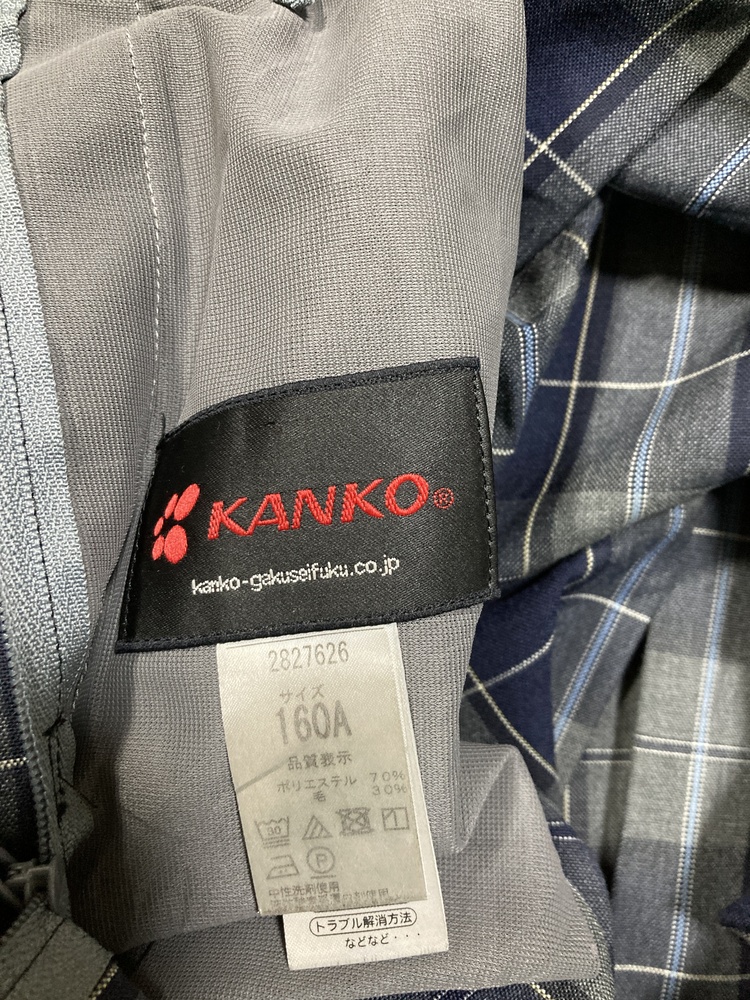 KANKO®
kanko-gakuseifuku.co.jp
2827626
サイズ
160A
品質表示
ポリエステル 70%
毛 30%
30
P
中性洗剤使用
トラブル解消方法
などなど・・・